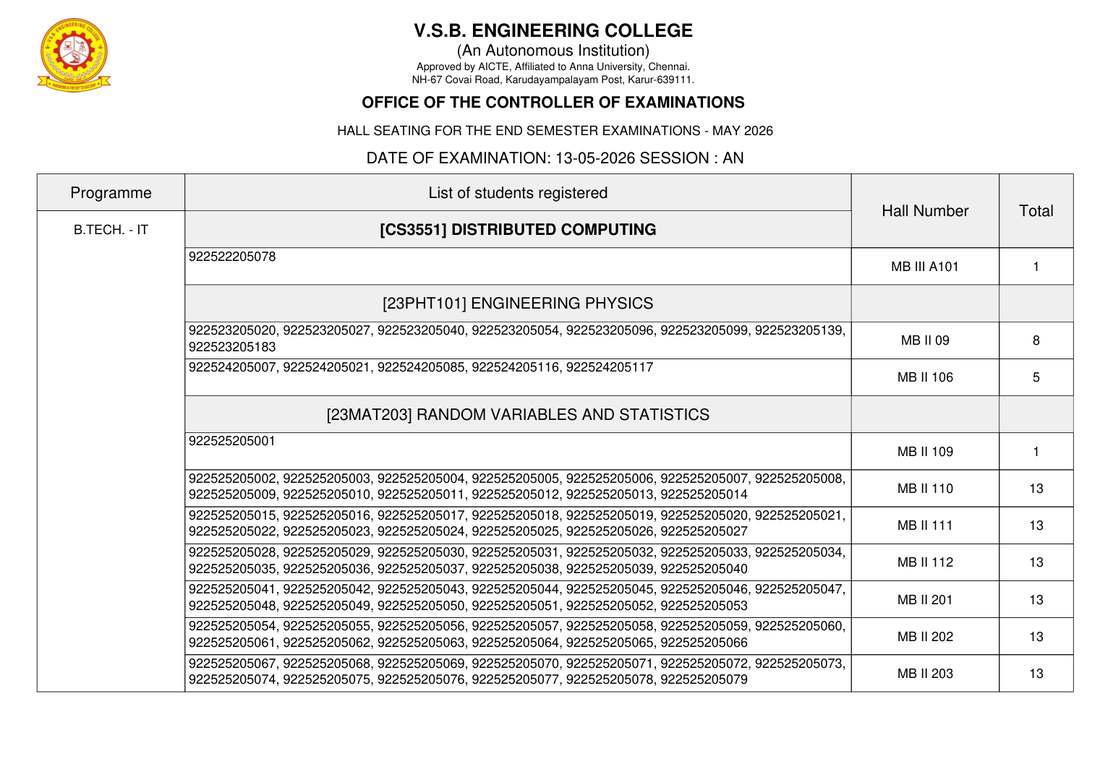 V.S.B. ENGINEERING COLLEGE
(An Autonomous Institution)
Approved by AICTE, Affiliated to Anna University, Chennai.
NH-67 Covai Road, Karudayampalayam Post, Karur-639111.
OFFICE OF THE CONTROLLER OF EXAMINATIONS
HALL SEATING FOR THE END SEMESTER EXAMINATIONS - MAY 2026
DATE OF EXAMINATION: 13-05-2026 SESSION : AN
Programme List of students registered Hall Number Total
B.TECH. - IT [CS3551] DISTRIBUTED COMPUTING
922522205078 MB III A101 1
[23PHT101] ENGINEERING PHYSICS
922523205020, 922523205027, 922523205040, 922523205054, 922523205096, 922523205099, 922523205139,
922523205183 MB II 09 8
922524205007, 922524205021, 922524205085, 922524205116, 922524205117 MB II 106 5
[23MAT203] RANDOM VARIABLES AND STATISTICS
922525205001 MB II 109 1
922525205002, 922525205003, 922525205004, 922525205005, 922525205006, 922525205007, 922525205008,
922525205009, 922525205010, 922525205011, 922525205012, 922525205013, 922525205014 MB II 110 13
922525205015, 922525205016, 922525205017, 922525205018, 922525205019, 922525205020, 922525205021,
922525205022, 922525205023, 922525205024, 922525205025, 922525205026, 922525205027 MB II 111 13
922525205028, 922525205029, 922525205030, 922525205031, 922525205032, 922525205033, 922525205034,
922525205035, 922525205036, 922525205037, 922525205038, 922525205039, 922525205040 MB II 112 13
922525205041, 922525205042, 922525205043, 922525205044, 922525205045, 922525205046, 922525205047,
922525205048, 922525205049, 922525205050, 922525205051, 922525205052, 922525205053 MB II 201 13
922525205054, 922525205055, 922525205056, 922525205057, 922525205058, 922525205059, 922525205060,
922525205061, 922525205062, 922525205063, 922525205064, 922525205065, 922525205066 MB II 202 13
922525205067, 922525205068, 922525205069, 922525205070, 922525205071, 922525205072, 922525205073,
922525205074, 922525205075, 922525205076, 922525205077, 922525205078, 922525205079 MB II 203 13